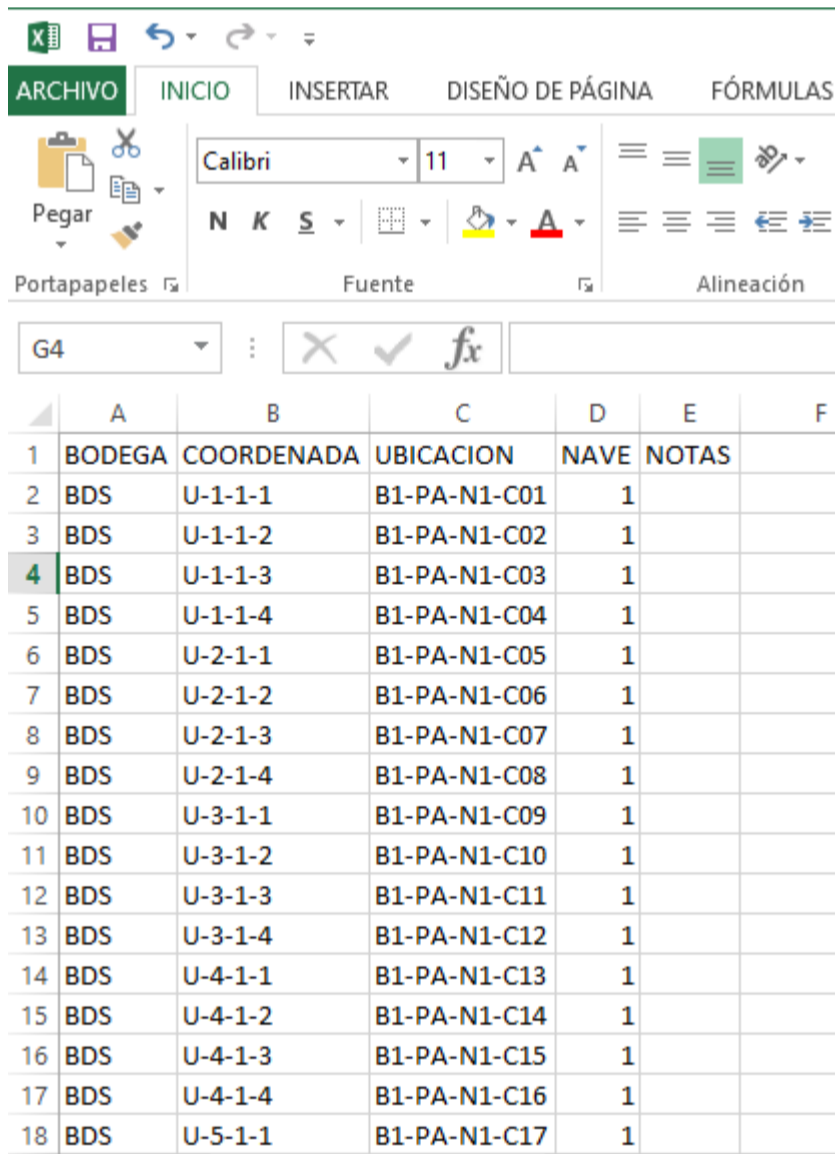 ARCHIVO INICIO INSERTAR DISEÑO DE PÁGINA FÓRMULAS
Calibri 11
Pegar N K S A
Portapapeles Fuente Alineación
G4 fx
A B C D E F
1 BODEGA COORDENADA UBICACION NAVE NOTAS
2 BDS U-1-1-1 B1-PA-N1-C01 1
3 BDS U-1-1-2 B1-PA-N1-C02 1
4 BDS U-1-1-3 B1-PA-N1-C03 1
5 BDS U-1-1-4 B1-PA-N1-C04 1
6 BDS U-2-1-1 B1-PA-N1-C05 1
7 BDS U-2-1-2 B1-PA-N1-C06 1
8 BDS U-2-1-3 B1-PA-N1-C07 1
9 BDS U-2-1-4 B1-PA-N1-C08 1
10 BDS U-3-1-1 B1-PA-N1-C09 1
11 BDS U-3-1-2 B1-PA-N1-C10 1
12 BDS U-3-1-3 B1-PA-N1-C11 1
13 BDS U-3-1-4 B1-PA-N1-C12 1
14 BDS U-4-1-1 B1-PA-N1-C13 1
15 BDS U-4-1-2 B1-PA-N1-C14 1
16 BDS U-4-1-3 B1-PA-N1-C15 1
17 BDS U-4-1-4 B1-PA-N1-C16 1
18 BDS U-5-1-1 B1-PA-N1-C17 1